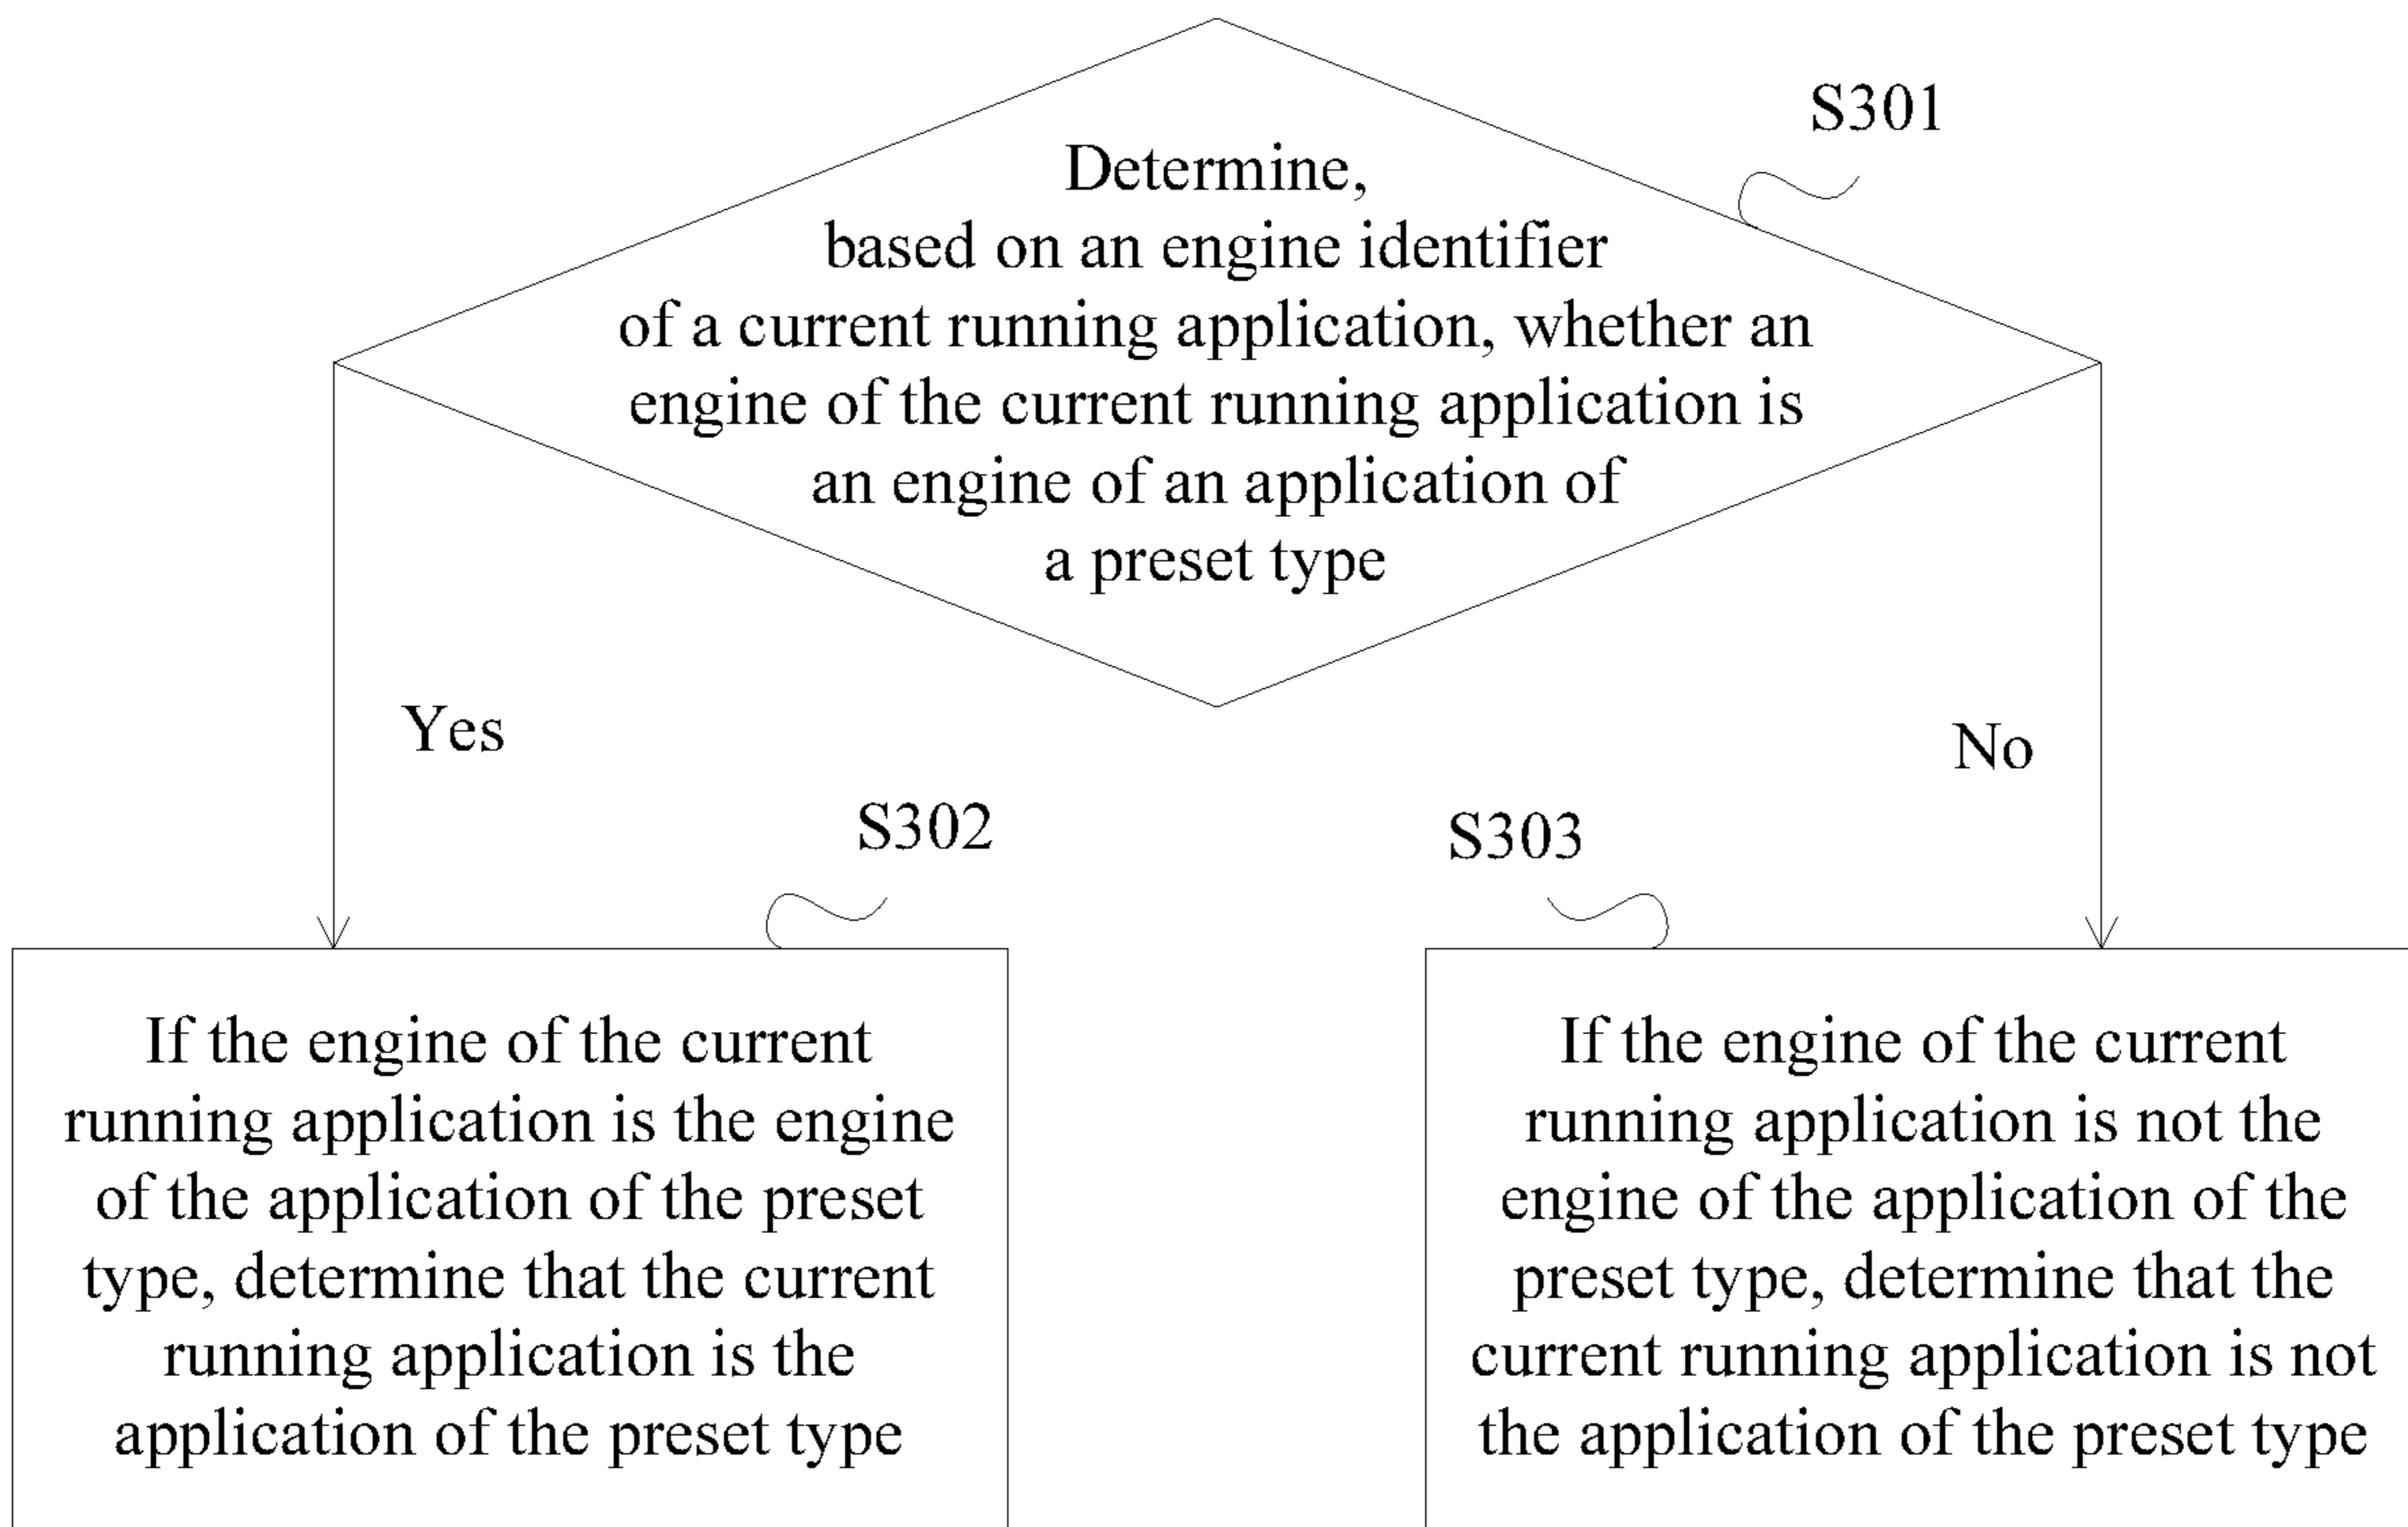 S301
Determine,
based on an engine identifier
of a current running application, whether an
engine of the current running application is
an engine of an application of
a preset type
Yes
No
S302
S303
If the engine of the current
running application is the engine
of the application of the preset
type, determine that the current
running application is the
application of the preset type
If the engine of the current
running application is not the
engine of the application of the
preset type, determine that the
current running application is not
the application of the preset type